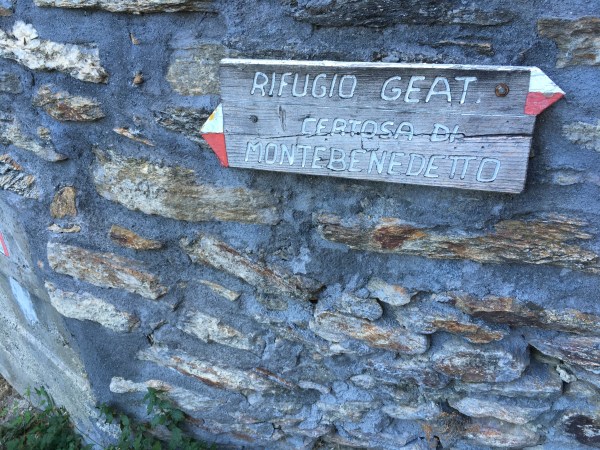 RIFUGIO GEAT.
CERTOSA DI
MONTEBENEDETTO